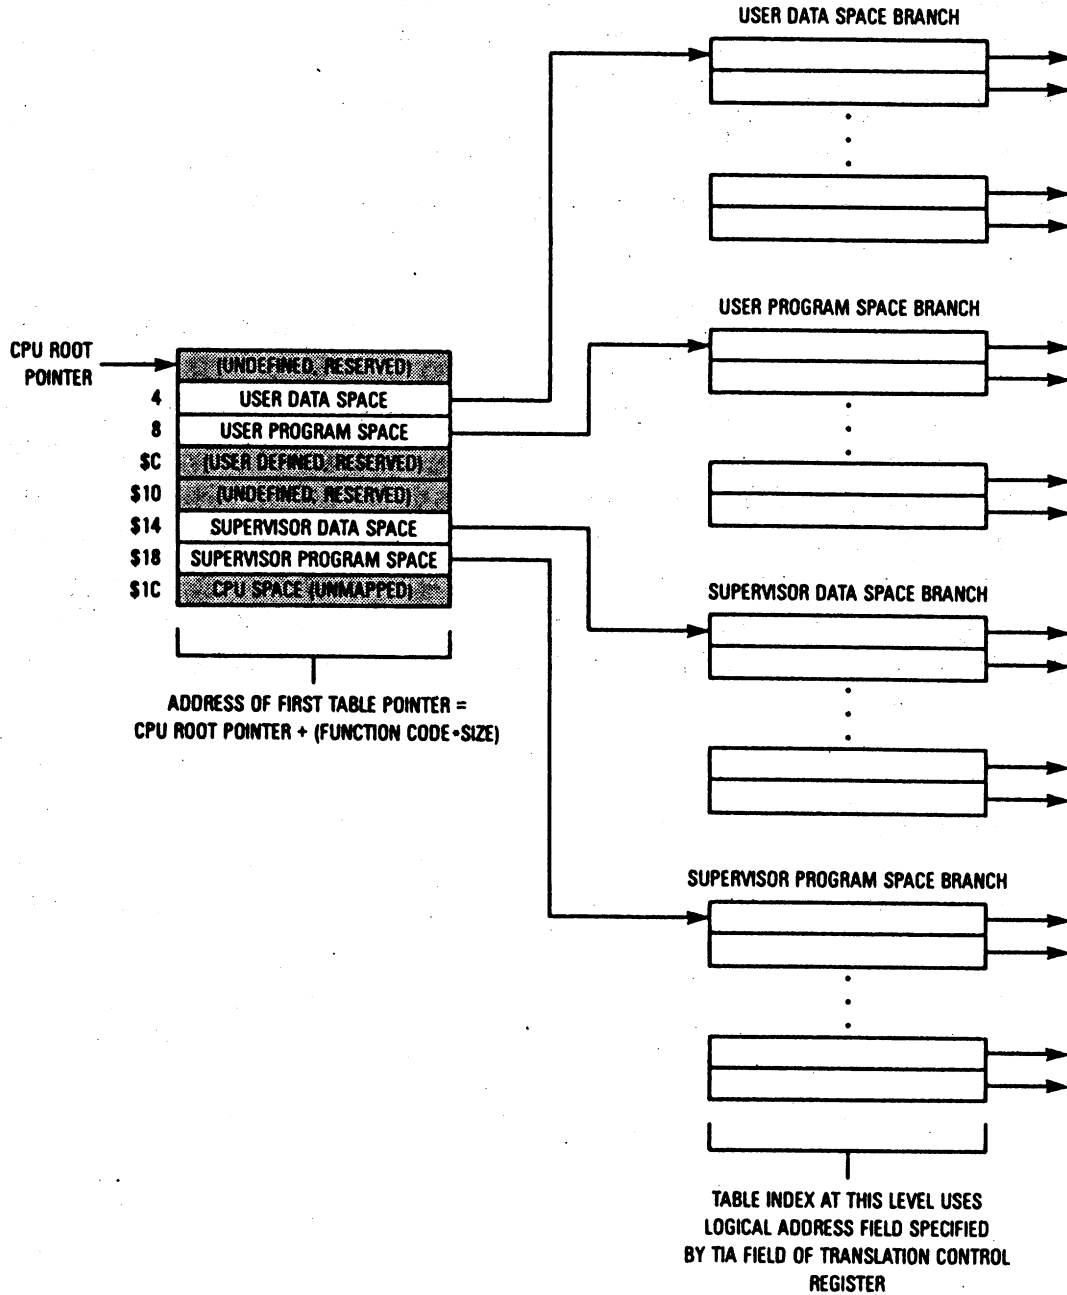 USER DATA SPACE BRANCH
USER PROGRAM SPACE BRANCH
CPU ROOT
POINTER
(UNDEFINED, RESERVED)
4 USER DATA SPACE
8 USER PROGRAM SPACE
$C (USER DEFINED, RESERVED)
$10 (UNDEFINED, RESERVED)
$14 SUPERVISOR DATA SPACE
$18 SUPERVISOR PROGRAM SPACE
$1C CPU SPACE (UNMAPPED)
SUPERVISOR DATA SPACE BRANCH
ADDRESS OF FIRST TABLE POINTER =
CPU ROOT POINTER + (FUNCTION CODE*SIZE)
SUPERVISOR PROGRAM SPACE BRANCH
TABLE INDEX AT THIS LEVEL USES
LOGICAL ADDRESS FIELD SPECIFIED
BY TIA FIELD OF TRANSLATION CONTROL
REGISTER